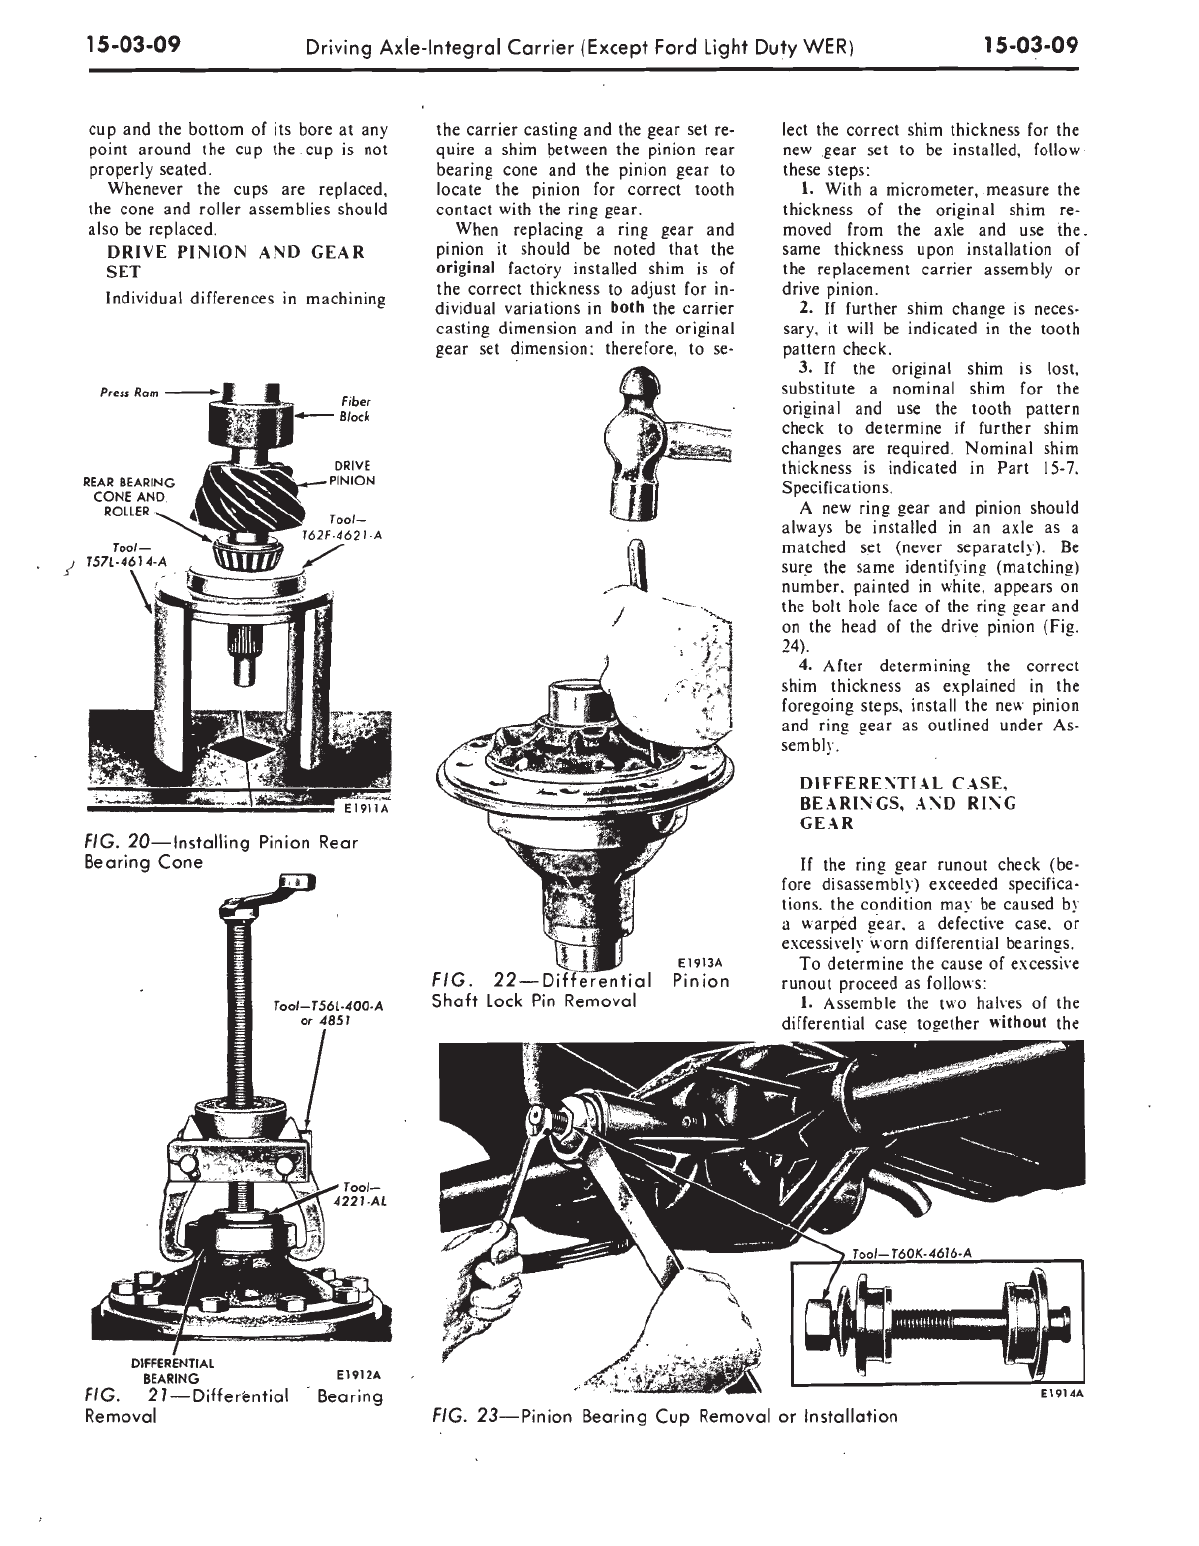 15-03-09
Driving Axle-Integral Carrier (Except Ford Light Duty WER)
15-03-09
cup and the bottom of its bore at any
point around the cup the cup is not
properly seated.
Whenever the cups are replaced,
the cone and roller assemblies should
also be replaced.
DRIVE PINION AND GEAR
SET
Individual differences in machining
Press Ram
Fiber
Block
DRIVE
PINION
REAR BEARING
CONE AND
ROLLER
Tool—
T62F-4621-A
Tool—
T57L-4614-A
E1911A
FIG. 20—Installing Pinion Rear
Bearing Cone
Tool—T56L-400-A
or 4851
Tool—
4221-AL
DIFFERENTIAL
BEARING
E1912A
FIG. 21—Differential Bearing
Removal
the carrier casting and the gear set re-
quire a shim between the pinion rear
bearing cone and the pinion gear to
locate the pinion for correct tooth
contact with the ring gear.
When replacing a ring gear and
pinion it should be noted that the
original factory installed shim is of
the correct thickness to adjust for in-
dividual variations in both the carrier
casting dimension and in the original
gear set dimension; therefore, to se-
E1913A
FIG. 22—Differential Pinion
Shaft Lock Pin Removal
lect the correct shim thickness for the
new gear set to be installed, follow
these steps:
1. With a micrometer, measure the
thickness of the original shim re-
moved from the axle and use the
same thickness upon installation of
the replacement carrier assembly or
drive pinion.
2. If further shim change is neces-
sary, it will be indicated in the tooth
pattern check.
3. If the original shim is lost,
substitute a nominal shim for the
original and use the tooth pattern
check to determine if further shim
changes are required. Nominal shim
thickness is indicated in Part 15-7,
Specifications.
A new ring gear and pinion should
always be installed in an axle as a
matched set (never separately). Be
sure the same identifying (matching)
number, painted in white, appears on
the bolt hole face of the ring gear and
on the head of the drive pinion (Fig.
24).
4. After determining the correct
shim thickness as explained in the
foregoing steps, install the new pinion
and ring gear as outlined under As-
sembly.
DIFFERENTIAL CASE,
BEARINGS, AND RING
GEAR
If the ring gear runout check (be-
fore disassembly) exceeded specifica-
tions, the condition may be caused by
a warped gear, a defective case, or
excessively worn differential bearings.
To determine the cause of excessive
runout proceed as follows:
1. Assemble the two halves of the
differential case together without the
Tool—T60K-4616-A
E1914A
FIG. 23—Pinion Bearing Cup Removal or Installation